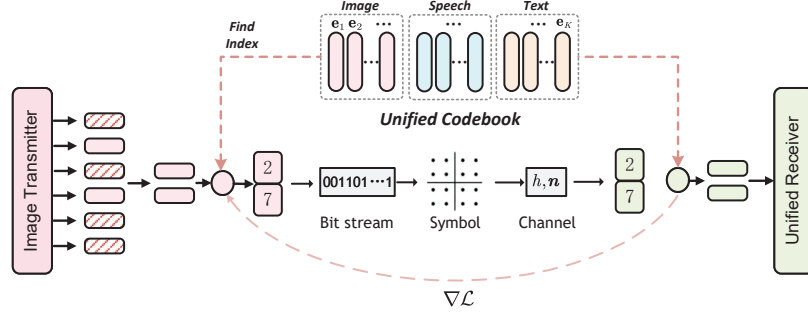 Image Speech Text
Find
Index
e₁ e₂ ... ... e_K
... ... ...
Unified Codebook
Image Transmitter
2
7
001101···1
Bit stream
Symbol
h, n
Channel
2
7
Unified Receiver
∇ℒ